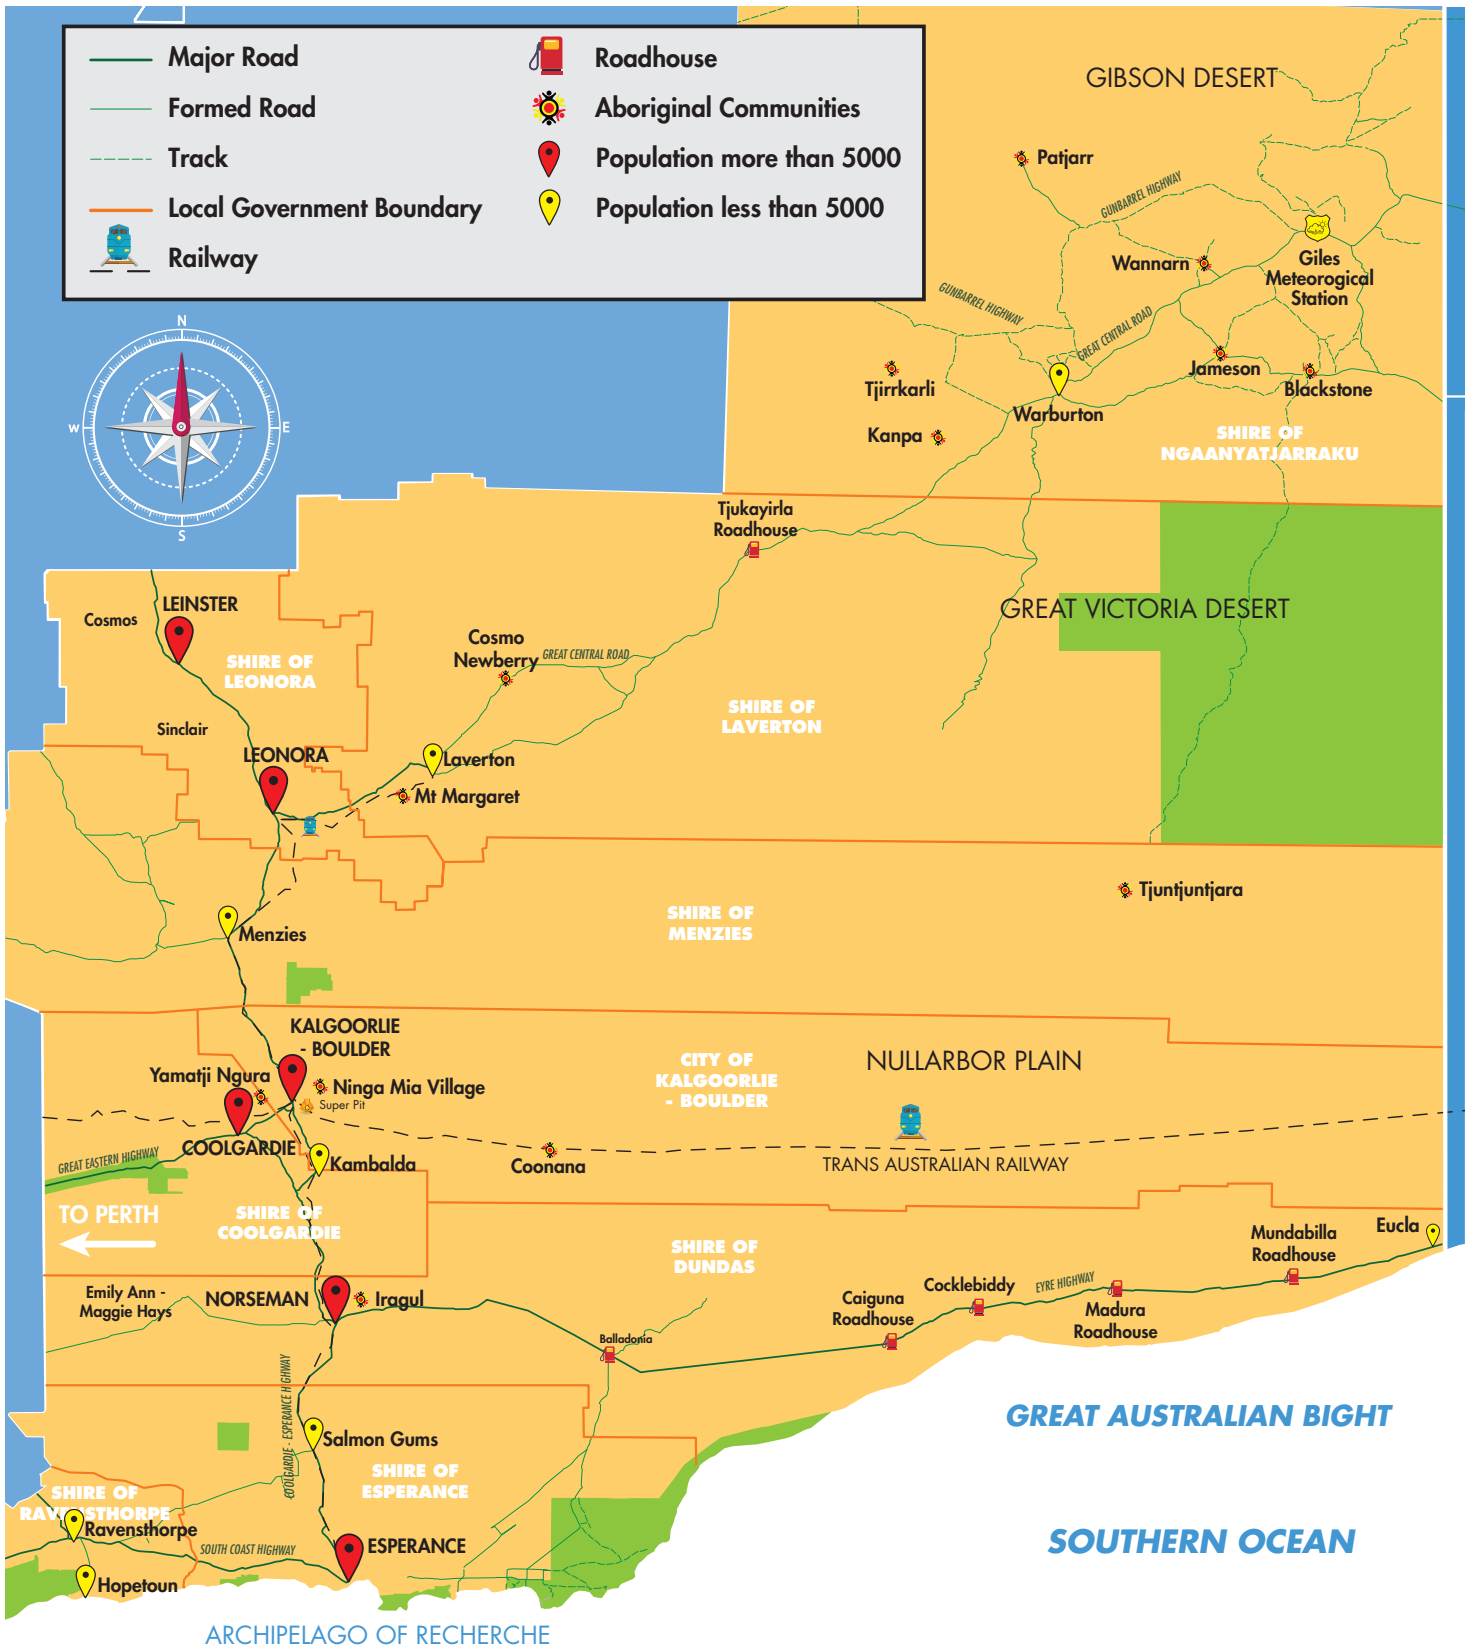 Major Road
Formed Road
Track
Local Government Boundary
Railway
Roadhouse
Aboriginal Communities
Population more than 5000
Population less than 5000
N
W
E
S
GIBSON DESERT
Patjarr
GUNBARREL HIGHWAY
Wannarn
Giles
Meteorogical
Station
GUNBARREL HIGHWAY
GREAT CENTRAL ROAD
Jameson
Blackstone
Tjirrkarli
Warburton
Kanpa
SHIRE OF
NGAANYATJARRAKU
Tjukayirla
Roadhouse
GREAT VICTORIA DESERT
LEINSTER
Cosmos
Cosmo
Newberry
GREAT CENTRAL ROAD
SHIRE OF
LEONORA
SHIRE OF
LAVERTON
Sinclair
LEONORA
Laverton
Mt Margaret
Tjuntjuntjara
SHIRE OF
MENZIES
Menzies
KALGOORLIE
- BOULDER
Yamatji Ngura
Ninga Mia Village
Super Pit
CITY OF
KALGOORLIE
- BOULDER
NULLARBOR PLAIN
COOLGARDIE
GREAT EASTERN HIGHWAY
Kambalda
Coonana
TRANS AUSTRALIAN RAILWAY
TO PERTH
SHIRE OF
COOLGARDIE
SHIRE OF
DUNDAS
Eucla
Mundabilla
Roadhouse
Emily Ann -
Maggie Hays
NORSEMAN
Iragul
Cocklebiddy
EYRE HIGHWAY
Caiguna
Roadhouse
Madura
Roadhouse
Balladonia
COOLGARDIE - ESPERANCE HIGHWAY
GREAT AUSTRALIAN BIGHT
Salmon Gums
SHIRE OF
ESPERANCE
SHIRE OF
RAVENSTHORPE
Ravensthorpe
SOUTH COAST HIGHWAY
ESPERANCE
SOUTHERN OCEAN
Hopetoun
ARCHIPELAGO OF RECHERCHE